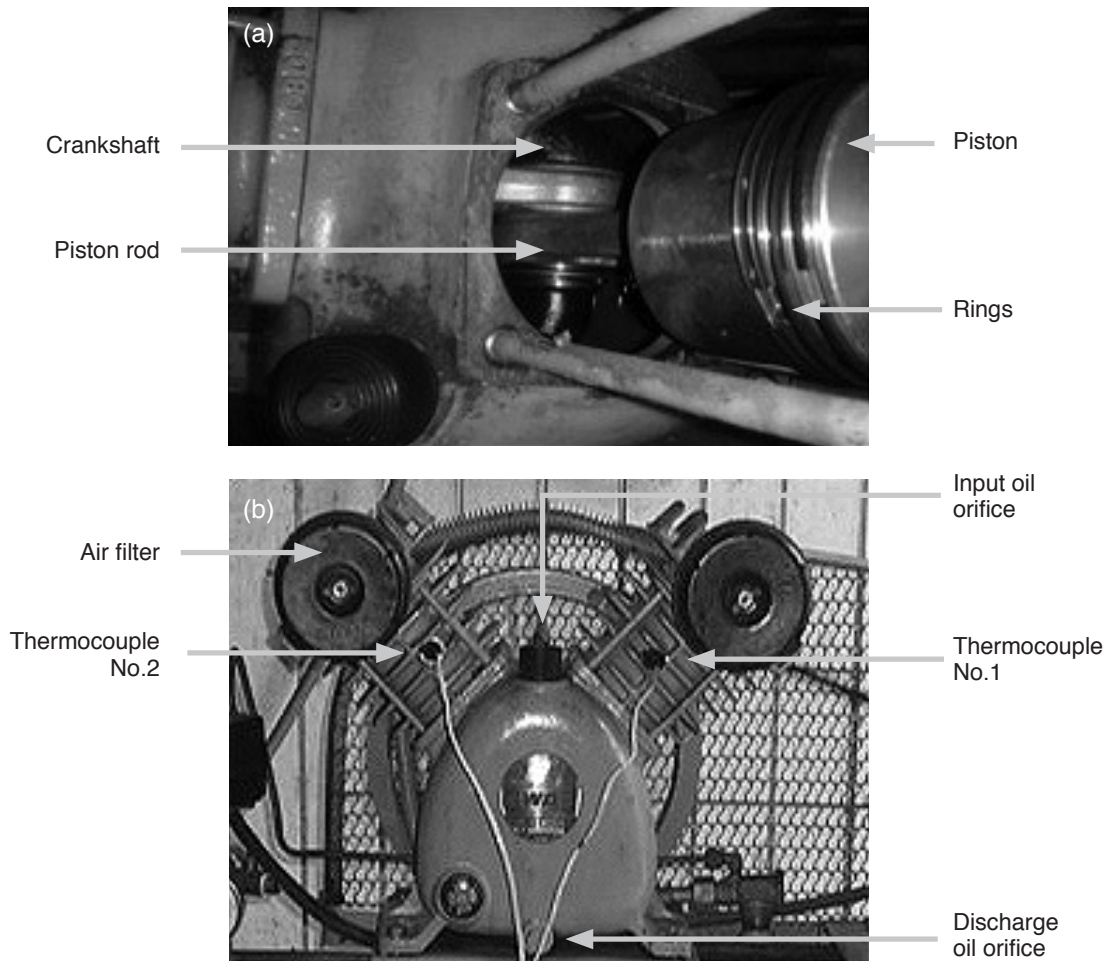 (a)
Crankshaft
Piston
Piston rod
Rings
(b)
Input oil
orifice
Air filter
Thermocouple
No.2
Thermocouple
No.1
Discharge
oil orifice